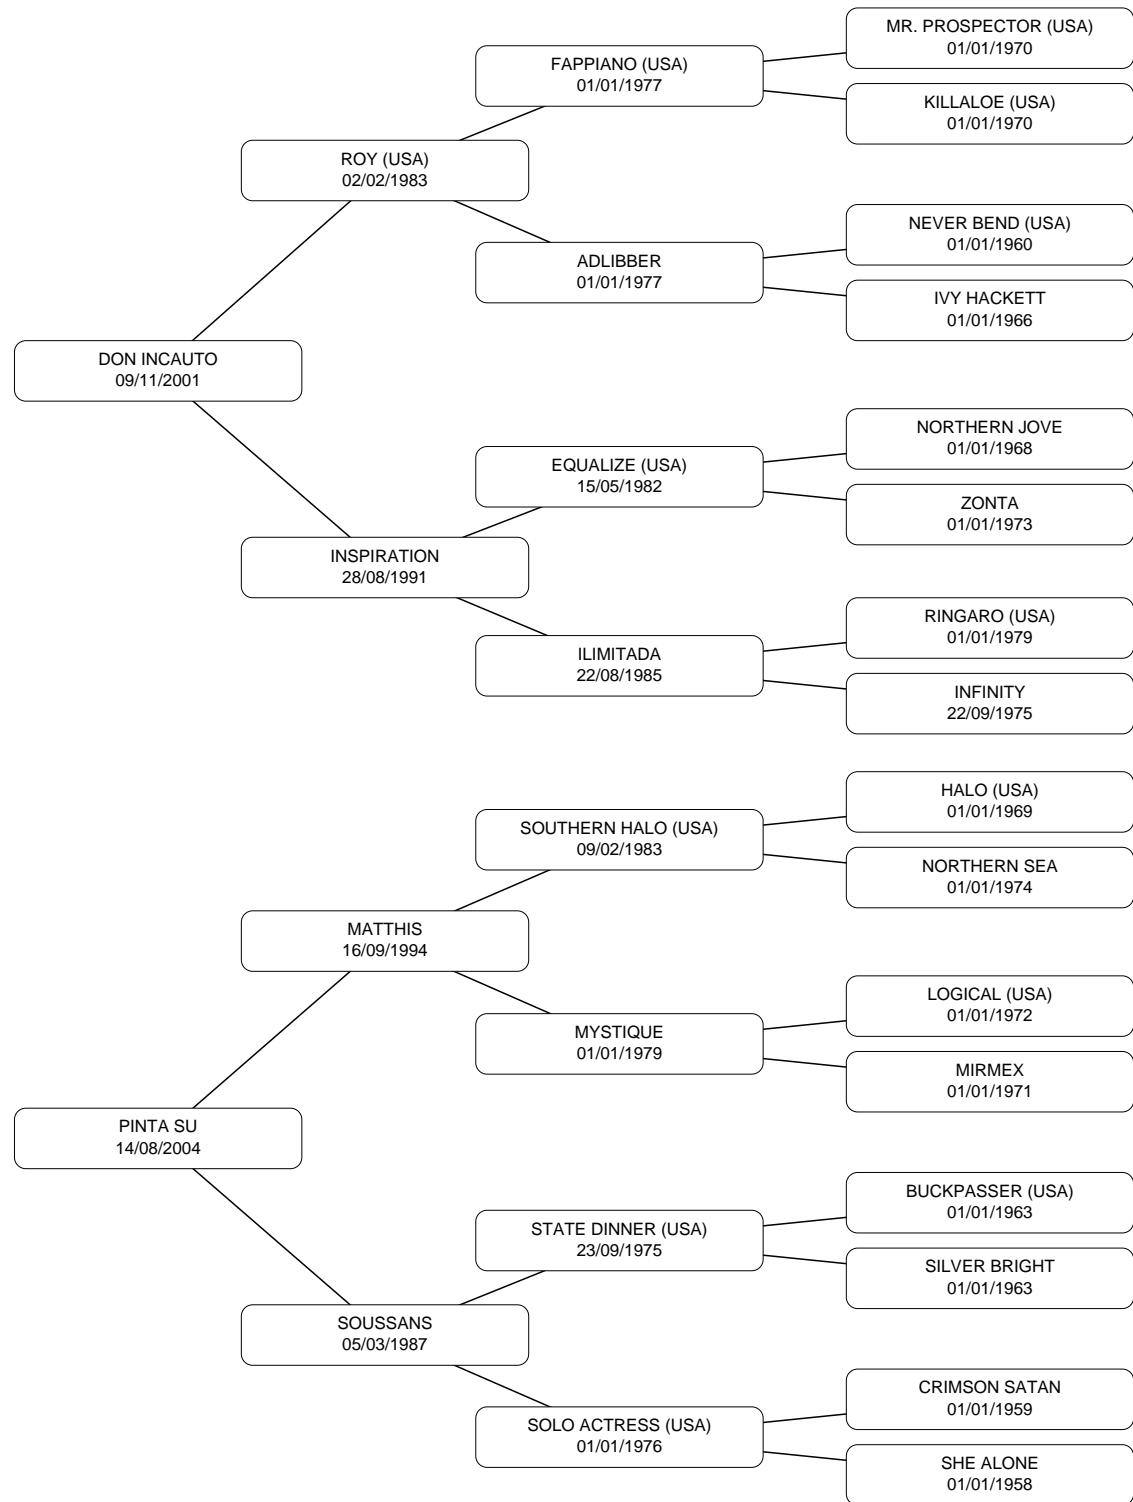 MR. PROSPECTOR (USA)
01/01/1970
FAPPIANO (USA)
01/01/1977
KILLALOE (USA)
01/01/1970
ROY (USA)
02/02/1983
NEVER BEND (USA)
01/01/1960
ADLIBBER
01/01/1977
IVY HACKETT
01/01/1966
DON INCAUTO
09/11/2001
NORTHERN JOVE
01/01/1968
EQUALIZE (USA)
15/05/1982
ZONTA
01/01/1973
INSPIRATION
28/08/1991
RINGARO (USA)
01/01/1979
ILIMITADA
22/08/1985
INFINITY
22/09/1975
HALO (USA)
01/01/1969
SOUTHERN HALO (USA)
09/02/1983
NORTHERN SEA
01/01/1974
MATTHIS
16/09/1994
LOGICAL (USA)
01/01/1972
MYSTIQUE
01/01/1979
MIRMEX
01/01/1971
PINTA SU
14/08/2004
BUCKPASSER (USA)
01/01/1963
STATE DINNER (USA)
23/09/1975
SILVER BRIGHT
01/01/1963
SOUSSANS
05/03/1987
CRIMSON SATAN
01/01/1959
SOLO ACTRESS (USA)
01/01/1976
SHE ALONE
01/01/1958